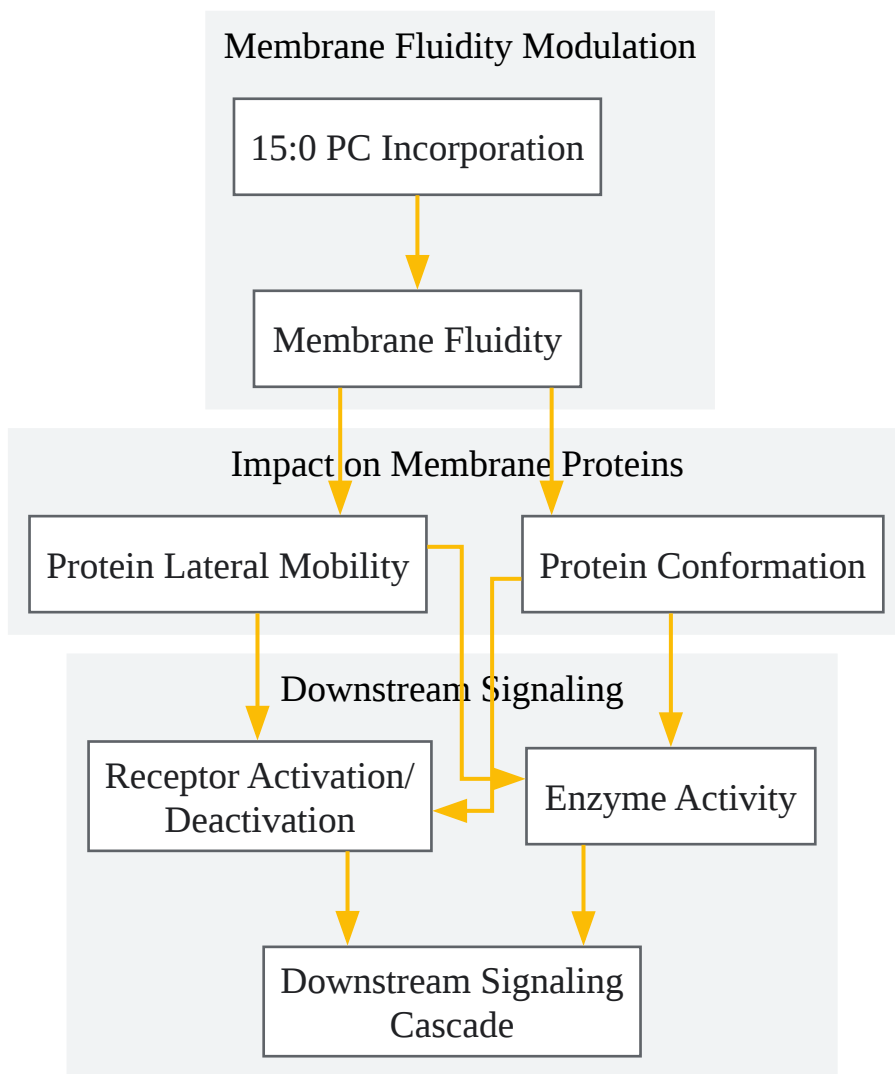 Membrane Fluidity Modulation
15:0 PC Incorporation
Membrane Fluidity
Impact on Membrane Proteins
Protein Lateral Mobility
Protein Conformation
Downstream Signaling
Receptor Activation/
Deactivation
Enzyme Activity
Downstream Signaling
Cascade